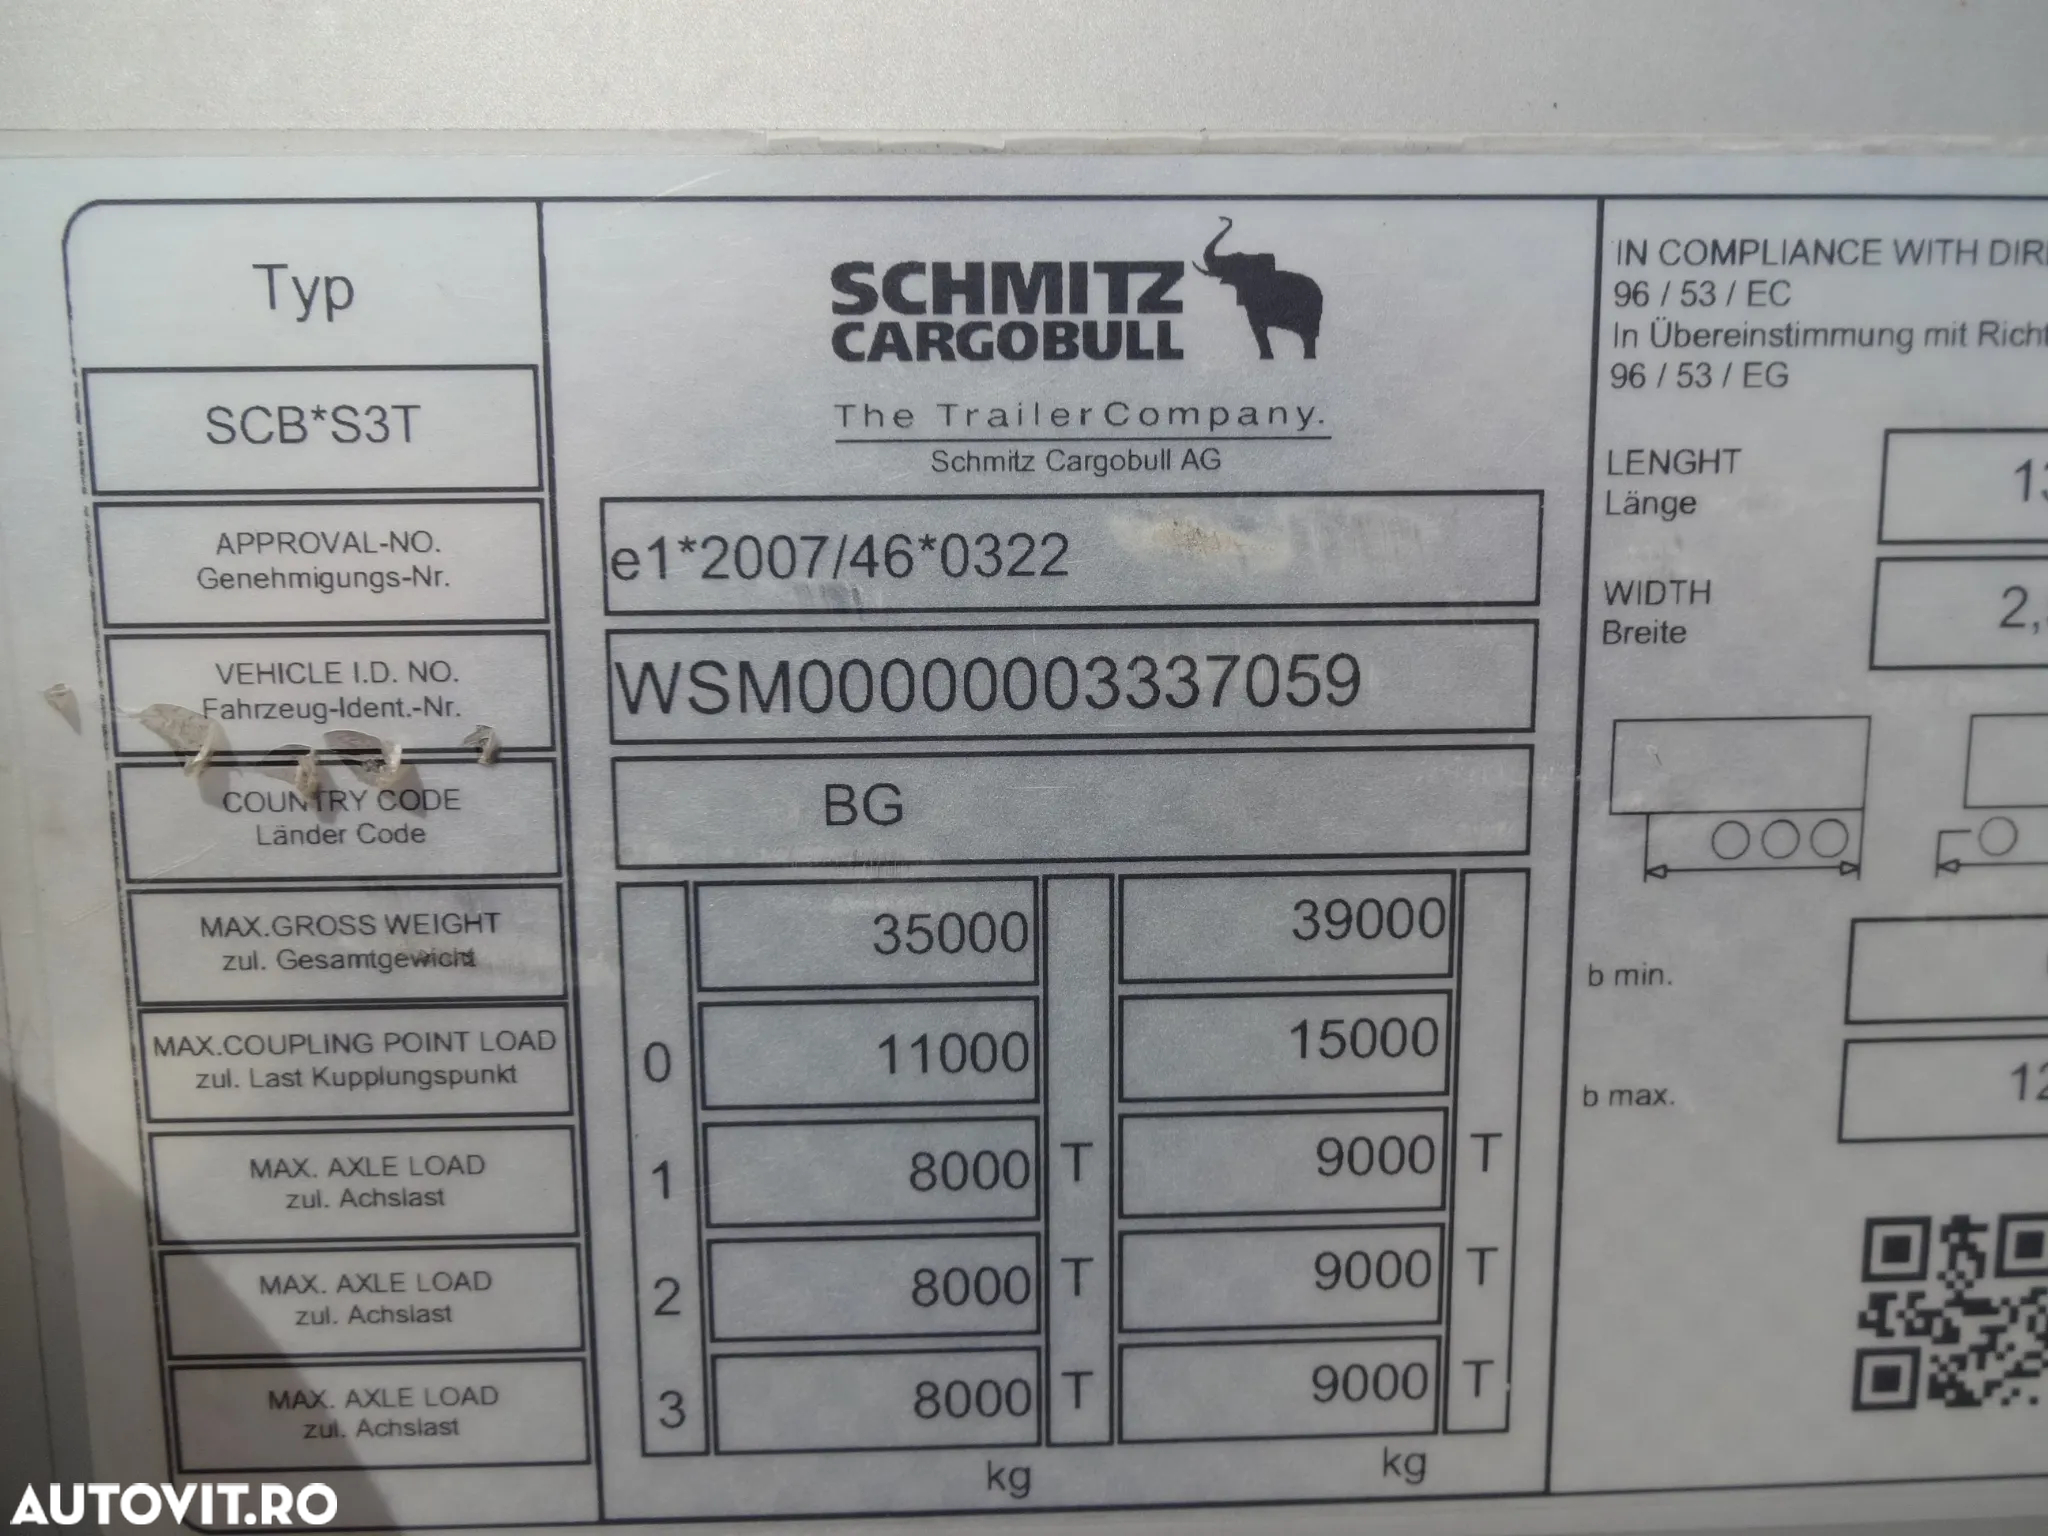 Typ
SCB*S3T
SCHMITZ
CARGOBULL
The TrailerCompany.
Schmitz Cargobull AG
APPROVAL-NO.
Genehmigungs-Nr.
e1*2007/46*0322
VEHICLE I.D. NO.
Fahrzeug-Ident.-Nr.
WSM00000003337059
COUNTRY CODE
Länder Code
BG
MAX.GROSS WEIGHT
zul. Gesamtgewicht
35000
39000
MAX.COUPLING POINT LOAD
zul. Last Kupplungspunkt
0
11000
15000
MAX. AXLE LOAD
zul. Achslast
1
8000 T
9000 T
MAX. AXLE LOAD
zul. Achslast
2
8000 T
9000 T
MAX. AXLE LOAD
zul. Achslast
3
8000 T
9000 T
kg
kg
IN COMPLIANCE WITH
96 / 53 / EC
In Übereinstimmung mit
96 / 53 / EG
LENGHT
Länge
WIDTH
Breite
b min.
b max.
AUTOVIT.RO